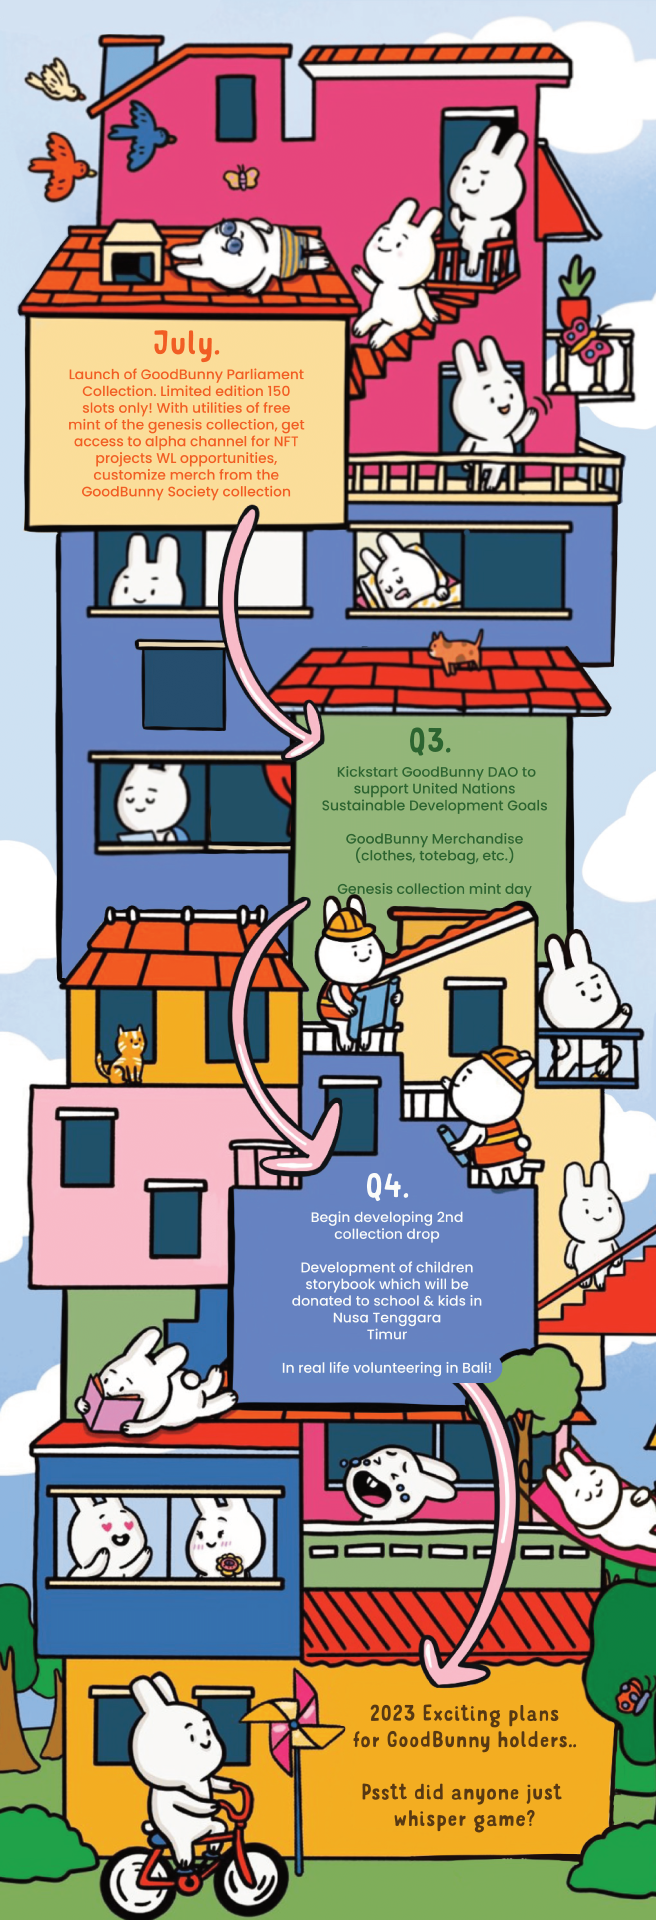 July.
Launch of GoodBunny Parliament
Collection. Limited edition 150
slots only! With utilities of free
mint of the genesis collection, get
access to alpha channel for NFT
projects WL opportunities,
customize merch from the
GoodBunny Society collection
Q3.
Kickstart GoodBunny DAO to
support United Nations
Sustainable Development Goals
GoodBunny Merchandise
(clothes, totebag, etc.)
Genesis collection mint day
Q4.
Begin developing 2nd
collection drop
Development of children
storybook which will be
donated to school & kids in
Nusa Tenggara
Timur
In real life volunteering in Bali!
2023 Exciting plans
for GoodBunny holders..
Psstt did anyone just
whisper game?